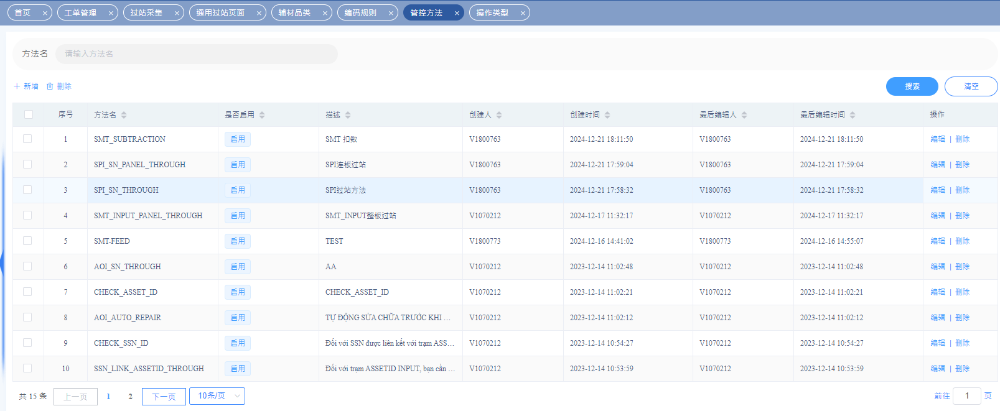 首页 × 工单管理 × 过站采集 × 通用过站页面 × 辅材品类 × 编码规则 × 管控方法 × 操作类型 ×
方法名 请输入方法名
+ 新增 删除 搜索 清空
序号 方法名 是否启用 描述 创建人 创建时间 最后编辑人 最后编辑时间 操作
1 SMT_SUBTRACTION 启用 SMT 扣数 V1800763 2024-12-21 18:11:50 V1800763 2024-12-21 18:11:50 编辑 | 删除
2 SPI_SN_PANEL_THROUGH 启用 SPI连板过站 V1800763 2024-12-21 17:59:04 V1800763 2024-12-21 17:59:04 编辑 | 删除
3 SPI_SN_THROUGH 启用 SPI过站方法 V1800763 2024-12-21 17:58:32 V1800763 2024-12-21 17:58:32 编辑 | 删除
4 SMT_INPUT_PANEL_THROUGH 启用 SMT_INPUT整板过站 V1070212 2024-12-17 11:32:17 V1070212 2024-12-17 11:32:17 编辑 | 删除
5 SMT-FEED 启用 TEST V1800773 2024-12-16 14:41:02 V1800773 2024-12-16 14:55:07 编辑 | 删除
6 AOI_SN_THROUGH 启用 AA V1070212 2023-12-14 11:02:48 V1070212 2023-12-14 11:02:48 编辑 | 删除
7 CHECK_ASSET_ID 启用 CHECK_ASSET_ID V1070212 2023-12-14 11:02:21 V1070212 2023-12-14 11:02:21 编辑 | 删除
8 AOI_AUTO_REPAIR 启用 TỰ ĐỘNG SỬA CHỮA TRƯỚC KHI ... V1070212 2023-12-14 11:02:12 V1070212 2023-12-14 11:02:12 编辑 | 删除
9 CHECK_SSN_ID 启用 Đối với SSN được liên kết với trạm ASS... V1070212 2023-12-14 10:54:27 V1070212 2023-12-14 10:54:27 编辑 | 删除
10 SSN_LINK_ASSETID_THROUGH 启用 Đối với trạm ASSETID INPUT, bạn cần ... V1070212 2023-12-14 10:53:59 V1070212 2023-12-14 10:53:59 编辑 | 删除
共 15 条 上一页 1 2 下一页 10条/页 前往 1 页